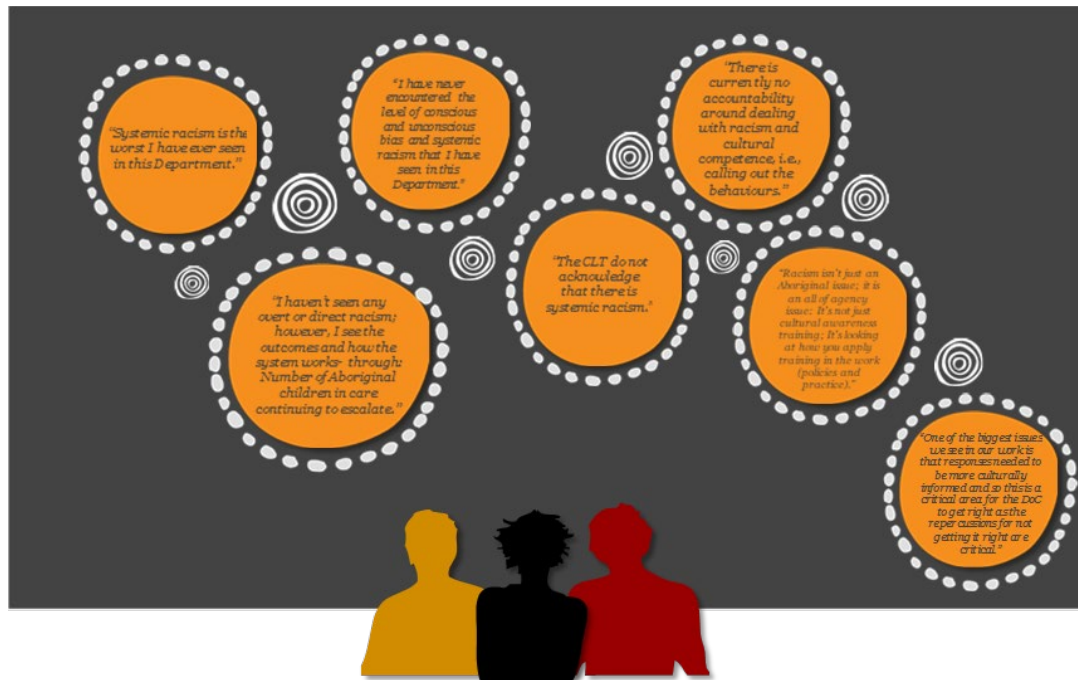 “Systemic racism is the
worst I have ever seen
in this Department.”
“I have never
encountered the
level of conscious
and unconscious
bias and systemic
racism that I have
seen in this
Department.”
“There is
currently no
accountability
around dealing
with racism and
cultural
competence, i.e.,
calling out the
behaviours.”
“I haven’t seen any
overt or direct racism;
however, I see the
outcomes and how the
system works- through:
Number of Aboriginal
children in care
continuing to escalate.”
“The CLT do not
acknowledge
that there is
systemic racism.”
“Racism isn’t just an
Aboriginal issue; it is
an all of agency
issue: It’s not just
cultural awareness
training; It’s looking
at how you apply
training in the work
(policies and
practice).”
“One of the biggest issues
we see in our work is
that responses needed to
be more culturally
informed and so this is a
critical area for the DoC
to get right as the
repercussions for not
getting it right are
critical.”